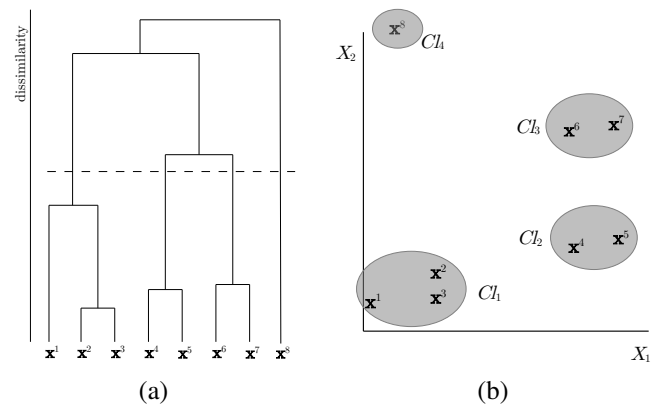 dissimilarity
x¹ x² x³ x⁴ x⁵ x⁶ x⁷ x⁸
(a)
x⁸
Cl₄
X₂
Cl₃ x⁶ x⁷
Cl₂ x⁴ x⁵
x¹ x² x³ Cl₁
X₁
(b)